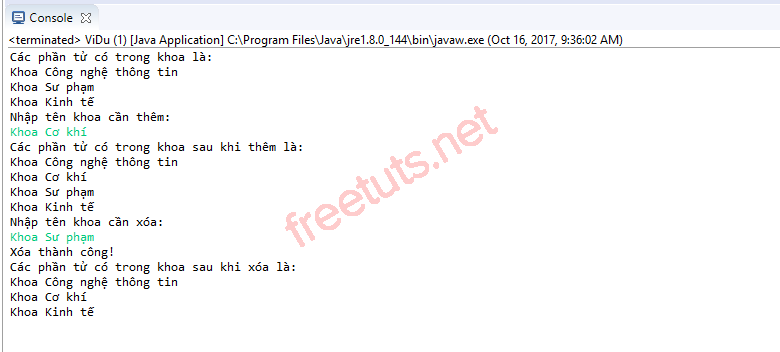 Console
<terminated> ViDu (1) [Java Application] C:\Program Files\Java\jre1.8.0_144\bin\javaw.exe (Oct 16, 2017, 9:36:02 AM)
Các phần tử có trong khoa là:
Khoa Công nghệ thông tin
Khoa Sư phạm
Khoa Kinh tế
Nhập tên khoa cần thêm:
Khoa Cơ khí
Các phần tử có trong khoa sau khi thêm là:
Khoa Công nghệ thông tin
Khoa Cơ khí
Khoa Sư phạm
Khoa Kinh tế
Nhập tên khoa cần xóa:
Khoa Sư phạm
Xóa thành công!
Các phần tử có trong khoa sau khi xóa là:
Khoa Công nghệ thông tin
Khoa Cơ khí
Khoa Kinh tế
freetuts.net